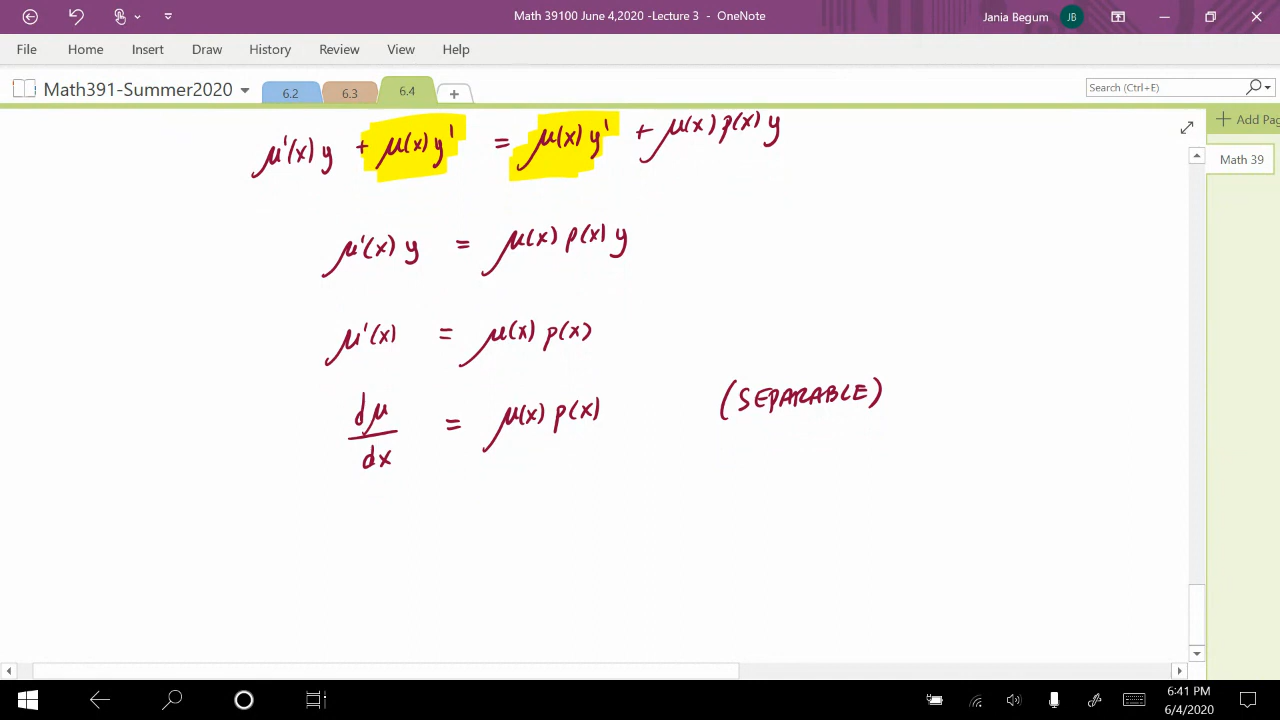 Math 39100 June 4,2020 -Lecture 3 - OneNote
Jania Begum JB
File Home Insert Draw History Review View Help
Math391-Summer2020 6.2 6.3 6.4 +
Search (Ctrl+E)
Add Pag
Math 39
μ'(x) y + μ(x) y' = μ(x) y' + μ(x) p(x) y
μ'(x) y = μ(x) p(x) y
μ'(x) = μ(x) p(x)
dμ/dx = μ(x) p(x) (SEPARABLE)
6:41 PM
6/4/2020